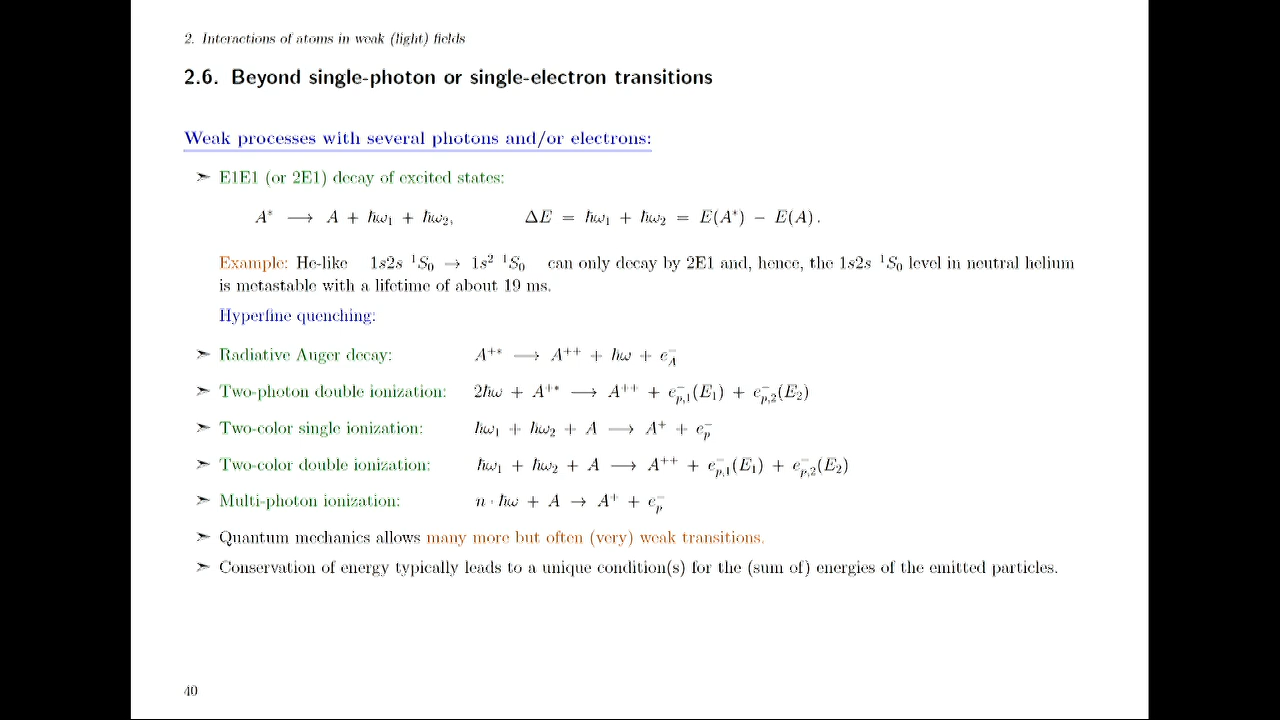 2. Interactions of atoms in weak (light) fields
2.6. Beyond single-photon or single-electron transitions
Weak processes with several photons and/or electrons:
➣ E1E1 (or 2E1) decay of excited states:
A* ⟶ A + ℏω₁ + ℏω₂, ΔE = ℏω₁ + ℏω₂ = E(A*) − E(A).
Example: He-like 1s2s ¹S₀ → 1s² ¹S₀ can only decay by 2E1 and, hence, the 1s2s ¹S₀ level in neutral helium
is metastable with a lifetime of about 19 ms.
Hyperfine quenching:
➣ Radiative Auger decay: A⁺* ⟶ A⁺⁺ + ℏω + e⁻_A
➣ Two-photon double ionization: 2ℏω + A⁺* ⟶ A⁺⁺ + e⁻_{p,1}(E₁) + e⁻_{p,2}(E₂)
➣ Two-color single ionization: ℏω₁ + ℏω₂ + A ⟶ A⁺ + e⁻_p
➣ Two-color double ionization: ℏω₁ + ℏω₂ + A ⟶ A⁺⁺ + e⁻_{p,1}(E₁) + e⁻_{p,2}(E₂)
➣ Multi-photon ionization: n · ℏω + A → A⁺ + e⁻_p
➣ Quantum mechanics allows many more but often (very) weak transitions.
➣ Conservation of energy typically leads to a unique condition(s) for the (sum of) energies of the emitted particles.
40